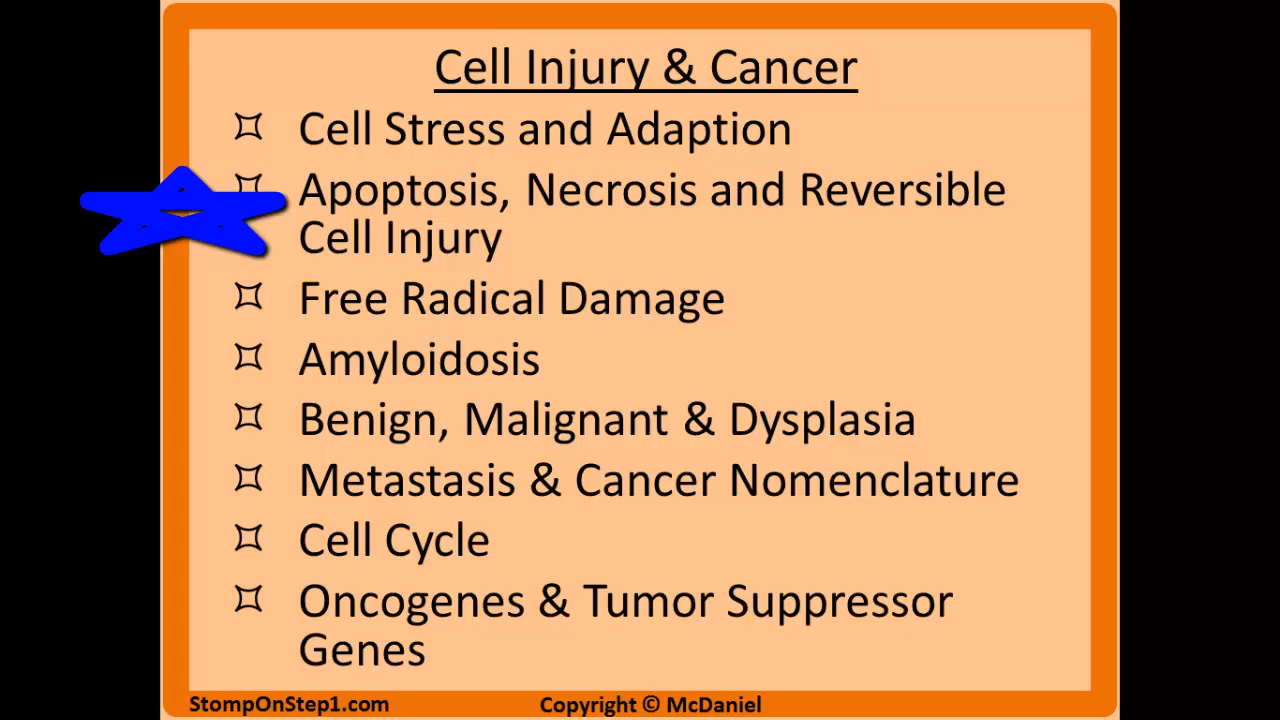 Cell Injury & Cancer
Cell Stress and Adaption
Apoptosis, Necrosis and Reversible
Cell Injury
Free Radical Damage
Amyloidosis
Benign, Malignant & Dysplasia
Metastasis & Cancer Nomenclature
Cell Cycle
Oncogenes & Tumor Suppressor
Genes
StompOnStep1.com
Copyright © McDaniel